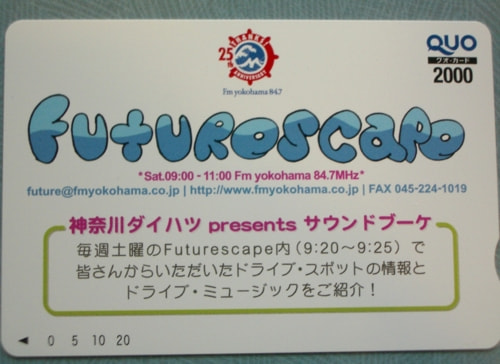 THANKS
25th
ANNIVERSARY
Fm yokohama 84.7
QUO
クオ・カード
2000
FUTURESCAPE
*Sat.09:00 - 11:00 Fm yokohama 84.7MHz*
future@fmyokohama.co.jp | http://www.fmyokohama.co.jp | FAX 045-224-1019
神奈川ダイハツ presents サウンドブーケ
毎週土曜のFuturescape内（9:20～9:25）で
皆さんからいただいたドライブ・スポットの情報と
ドライブ・ミュージックをご紹介！
◀ 0 5 10 20